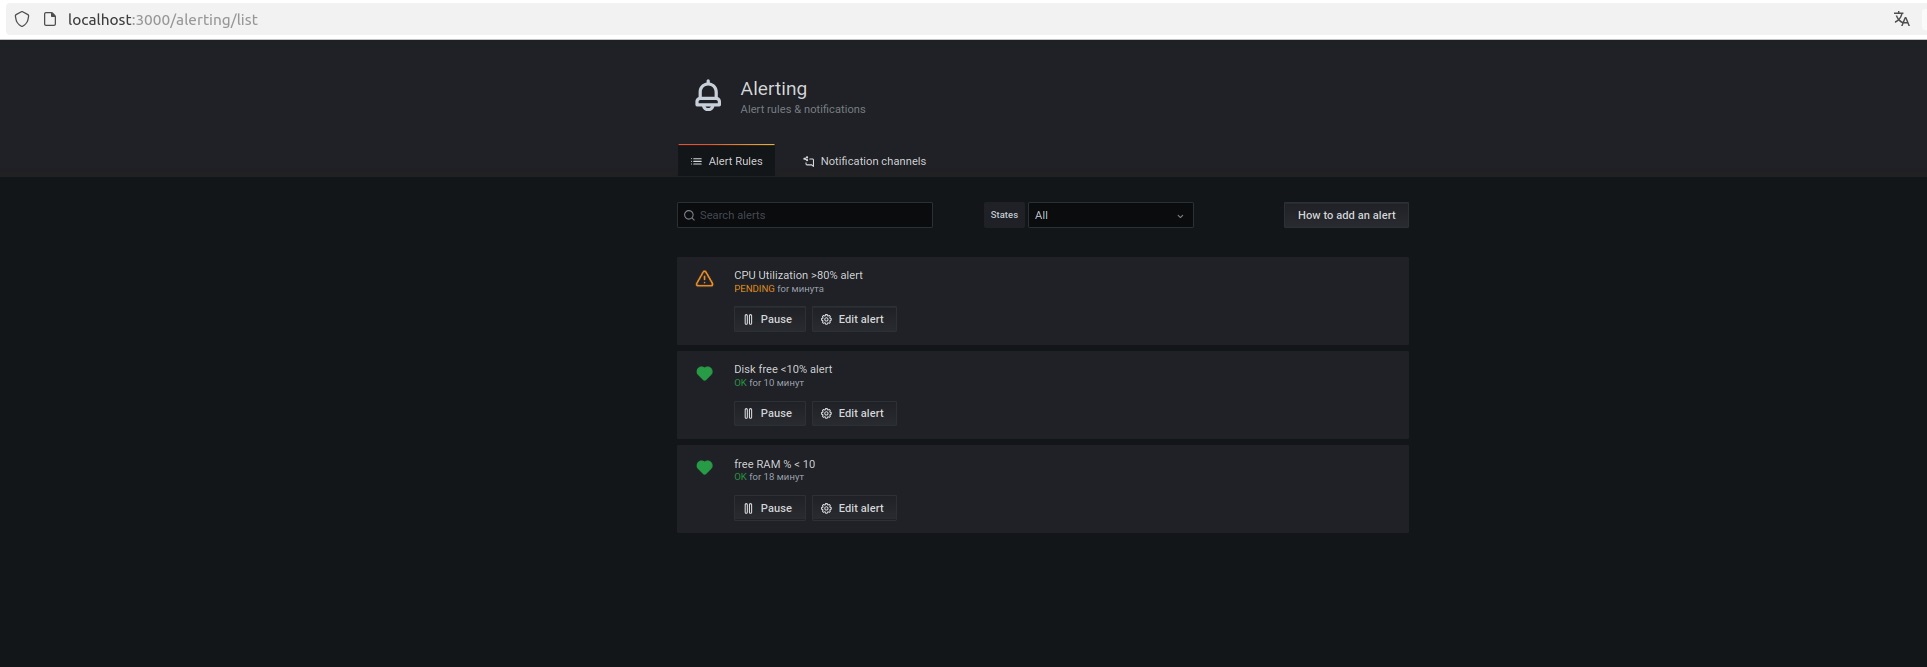 localhost:3000/alerting/list
Alerting
Alert rules & notifications
Alert Rules
Notification channels
Search alerts
States
All
How to add an alert
CPU Utilization >80% alert
PENDING for минута
Pause
Edit alert
Disk free <10% alert
OK for 10 минут
Pause
Edit alert
free RAM % < 10
OK for 18 минут
Pause
Edit alert